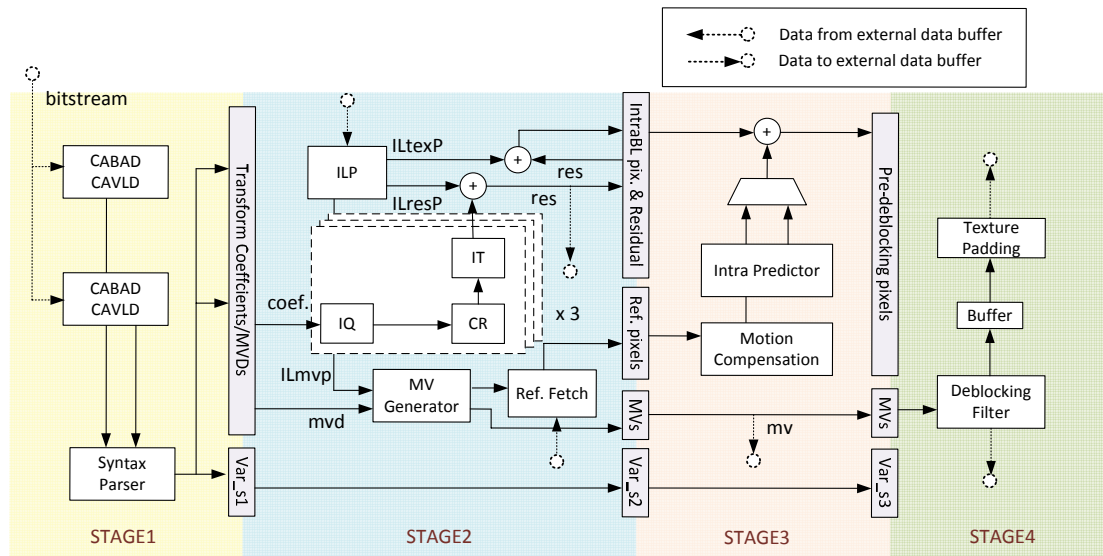 Data from external data buffer
Data to external data buffer
bitstream
CABAD
CAVLD
CABAD
CAVLD
Syntax
Parser
Transform Coeffcients/MVDs
Var_s1
STAGE1
ILP
ILtexP
ILresP
res
res
IT
IQ
CR
coef.
x 3
ILmvp
mvd
MV
Generator
Ref. Fetch
STAGE2
IntraBL pix. & Residual
Ref. pixels
MVs
Var_s2
Intra Predictor
Motion
Compensation
mv
STAGE3
Pre-deblocking pixels
MVs
Var_s3
Texture
Padding
Buffer
Deblocking
Filter
STAGE4